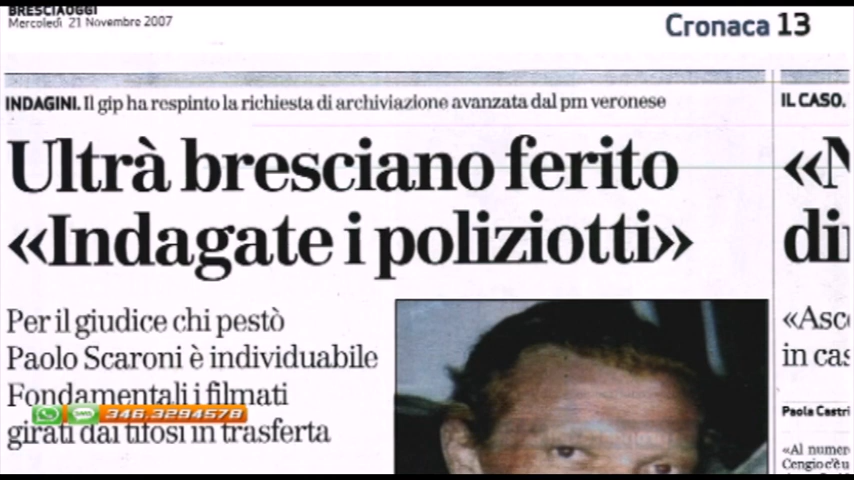 BRESCIAOGGI
Mercoledì 21 Novembre 2007
Cronaca 13
INDAGINI. Il gip ha respinto la richiesta di archiviazione avanzata dal pm veronese
Ultrà bresciano ferito
«Indagate i poliziotti»
Per il giudice chi pestò
Paolo Scaroni è individuabile
Fondamentali i filmati
girati dai tifosi in trasferta
346.3294578
IL CASO.
«N
di
«Asc
in cas
Paola Castri
«Al numer
Cengio c'è u